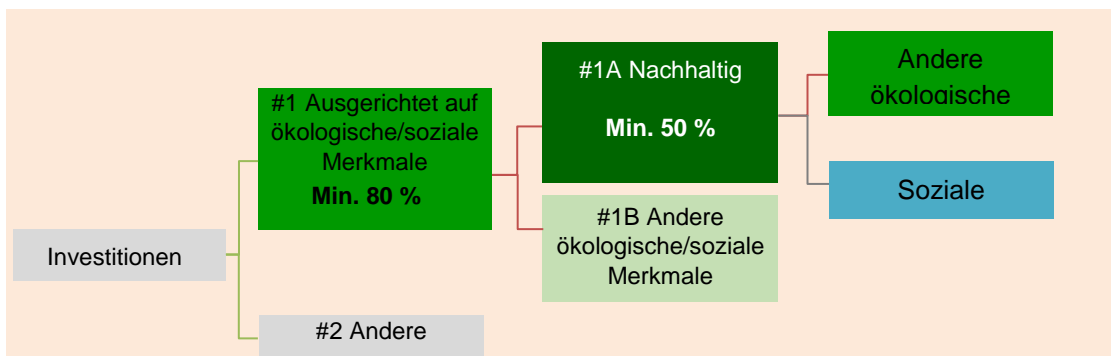 Investitionen
#1 Ausgerichtet auf
ökologische/soziale
Merkmale
Min. 80 %
#2 Andere
#1A Nachhaltig
Min. 50 %
#1B Andere
ökologische/soziale
Merkmale
Andere
ökologische
Soziale